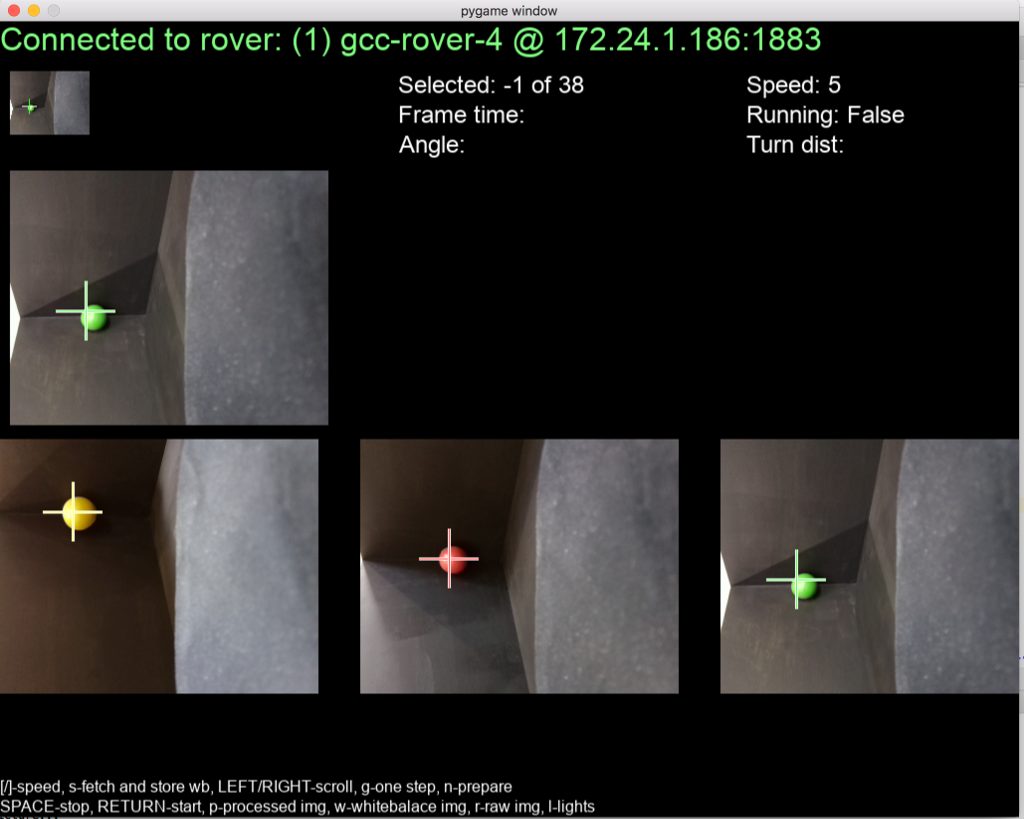 pygame window
Connected to rover: (1) gcc-rover-4 @ 172.24.1.186:1883
Selected: -1 of 38
Speed: 5
Frame time:
Running: False
Angle:
Turn dist:
[/]-speed, s-fetch and store wb, LEFT/RIGHT-scroll, g-one step, n-prepare
SPACE-stop, RETURN-start, p-processed img, w-whitebalace img, r-raw img, l-lights